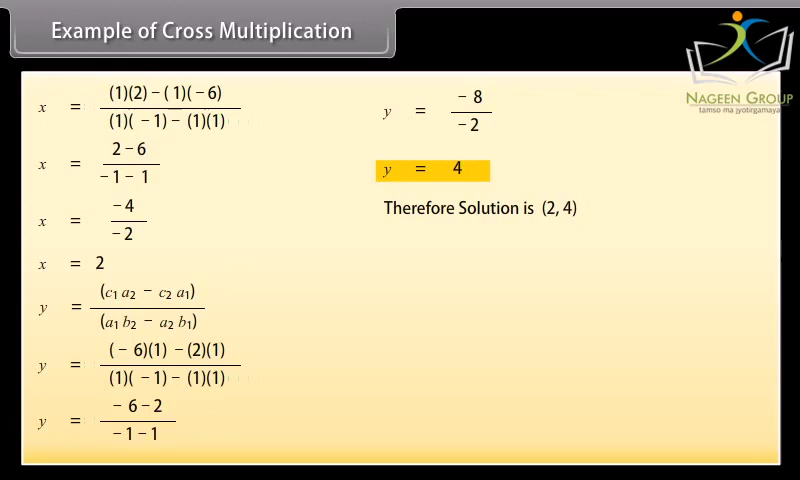 Example of Cross Multiplication
NAGEEN GROUP
tamso ma jyotirgamaya
x = (1)(2) − ( 1)( − 6) / (1)( − 1) − (1)(1)
x = 2 − 6 / − 1 − 1
x = − 4 / − 2
x = 2
y = (c₁ a₂ − c₂ a₁) / (a₁ b₂ − a₂ b₁)
y = ( − 6)(1) − (2)(1) / (1)( − 1) − (1)(1)
y = − 6 − 2 / − 1 − 1
y = − 8 / − 2
y = 4
Therefore Solution is (2, 4)